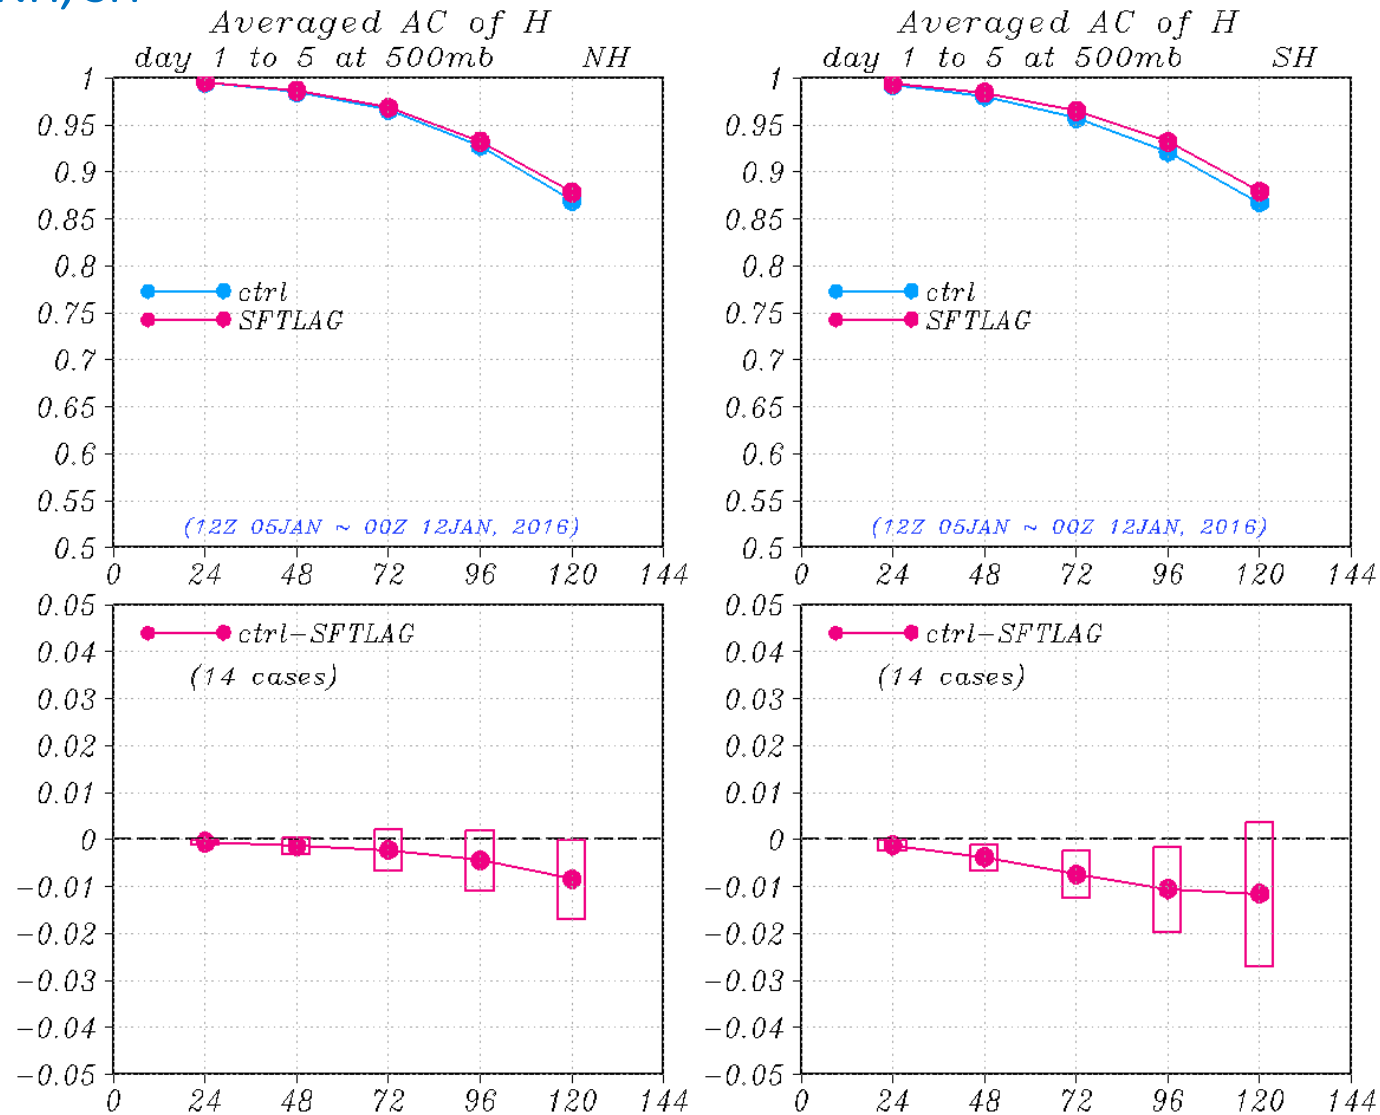 Averaged AC of H
day 1 to 5 at 500mb NH
1
0.95
0.9
0.85
0.8
0.75
0.7
0.65
0.6
0.55
0.5
ctrl
SFTLAG
(12Z 05JAN ~ 00Z 12JAN, 2016)
0 24 48 72 96 120 144
Averaged AC of H
day 1 to 5 at 500mb SH
1
0.95
0.9
0.85
0.8
0.75
0.7
0.65
0.6
0.55
0.5
ctrl
SFTLAG
(12Z 05JAN ~ 00Z 12JAN, 2016)
0 24 48 72 96 120 144
0.05
0.04
0.03
0.02
0.01
0
-0.01
-0.02
-0.03
-0.04
-0.05
ctrl-SFTLAG
(14 cases)
0 24 48 72 96 120 144
0.05
0.04
0.03
0.02
0.01
0
-0.01
-0.02
-0.03
-0.04
-0.05
ctrl-SFTLAG
(14 cases)
0 24 48 72 96 120 144